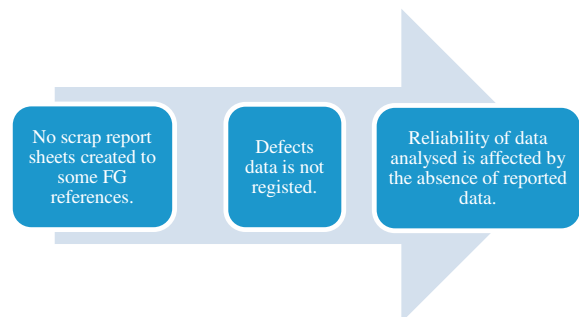 No scrap report
sheets created to
some FG
references.
Defects
data is not
registed.
Reliability of data
analysed is affected by
the absence of reported
data.